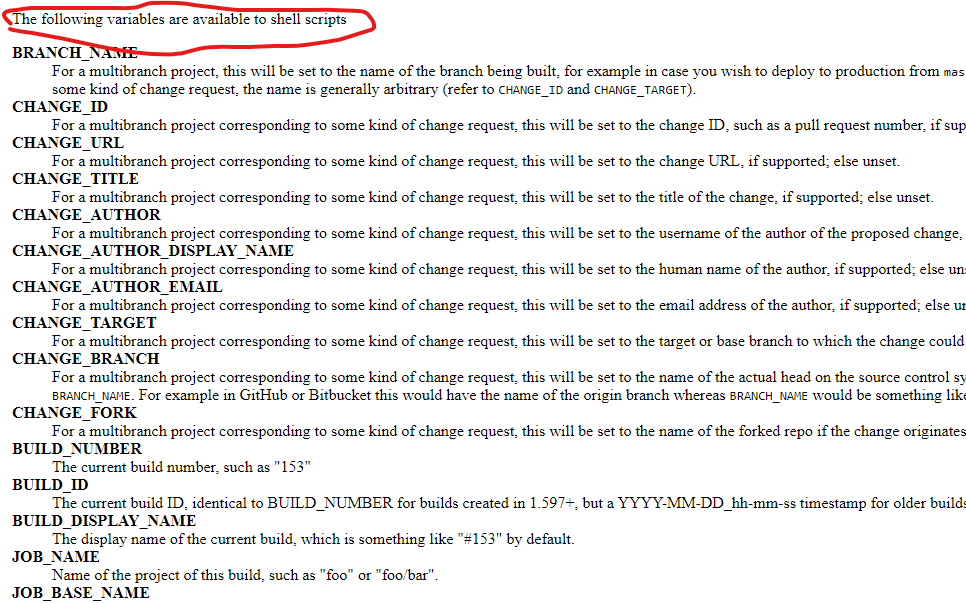 The following variables are available to shell scripts
BRANCH_NAME
For a multibranch project, this will be set to the name of the branch being built, for example in case you wish to deploy to production from mas
some kind of change request, the name is generally arbitrary (refer to CHANGE_ID and CHANGE_TARGET).
CHANGE_ID
For a multibranch project corresponding to some kind of change request, this will be set to the change ID, such as a pull request number, if sup
CHANGE_URL
For a multibranch project corresponding to some kind of change request, this will be set to the change URL, if supported; else unset.
CHANGE_TITLE
For a multibranch project corresponding to some kind of change request, this will be set to the title of the change, if supported; else unset.
CHANGE_AUTHOR
For a multibranch project corresponding to some kind of change request, this will be set to the username of the author of the proposed change,
CHANGE_AUTHOR_DISPLAY_NAME
For a multibranch project corresponding to some kind of change request, this will be set to the human name of the author, if supported; else un
CHANGE_AUTHOR_EMAIL
For a multibranch project corresponding to some kind of change request, this will be set to the email address of the author, if supported; else un
CHANGE_TARGET
For a multibranch project corresponding to some kind of change request, this will be set to the target or base branch to which the change could
CHANGE_BRANCH
For a multibranch project corresponding to some kind of change request, this will be set to the name of the actual head on the source control sy
BRANCH_NAME. For example in GitHub or Bitbucket this would have the name of the origin branch whereas BRANCH_NAME would be something like
CHANGE_FORK
For a multibranch project corresponding to some kind of change request, this will be set to the name of the forked repo if the change originates
BUILD_NUMBER
The current build number, such as "153"
BUILD_ID
The current build ID, identical to BUILD_NUMBER for builds created in 1.597+, but a YYYY-MM-DD_hh-mm-ss timestamp for older builds
BUILD_DISPLAY_NAME
The display name of the current build, which is something like "#153" by default.
JOB_NAME
Name of the project of this build, such as "foo" or "foo/bar".
JOB_BASE_NAME